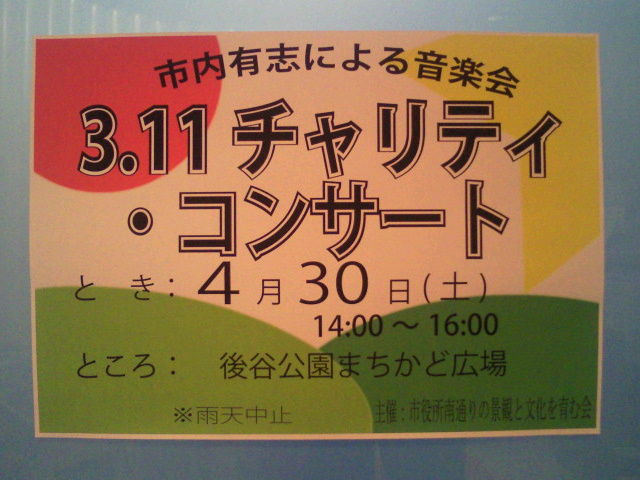 市内有志による音楽会
3.11 チャリティ
・コンサート
とき： 4月30日(土)
14:00～16:00
ところ： 後谷公園まちかど広場
※雨天中止
主催：市役所南通りの景観と文化を育む会